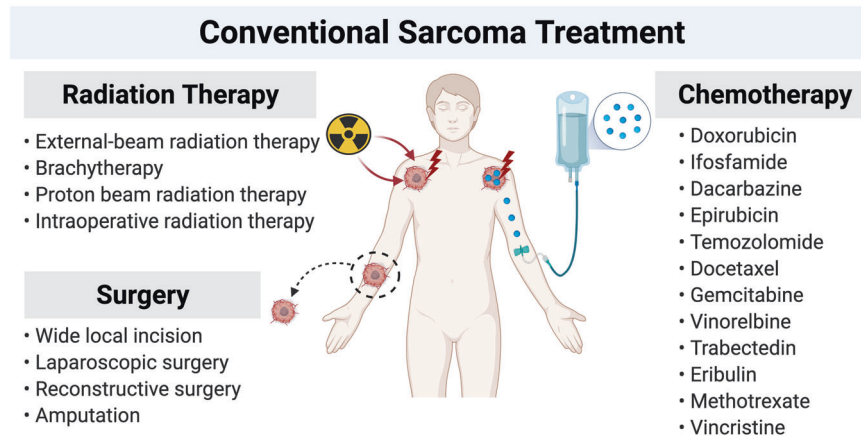 Conventional Sarcoma Treatment
Radiation Therapy
• External-beam radiation therapy
• Brachytherapy
• Proton beam radiation therapy
• Intraoperative radiation therapy
Surgery
• Wide local incision
• Laparoscopic surgery
• Reconstructive surgery
• Amputation
Chemotherapy
• Doxorubicin
• Ifosfamide
• Dacarbazine
• Epirubicin
• Temozolomide
• Docetaxel
• Gemcitabine
• Vinorelbine
• Trabectedin
• Eribulin
• Methotrexate
• Vincristine